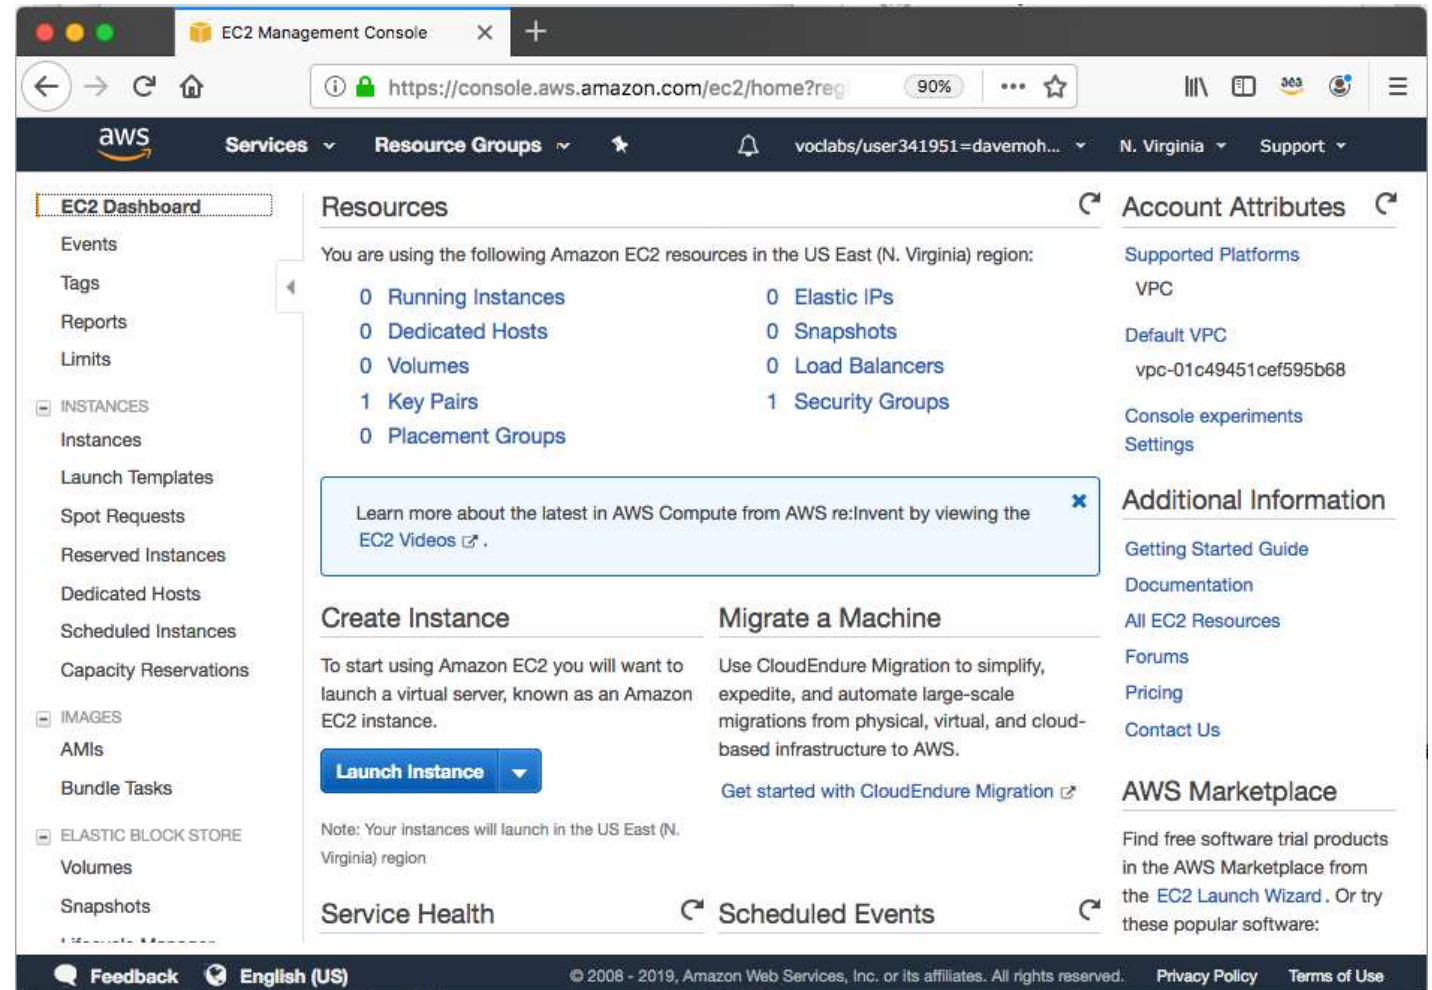 EC2 Management Console
https://console.aws.amazon.com/ec2/home?reg
90%
aws
Services
Resource Groups
voclabs/user341951=davemoh...
N. Virginia
Support
EC2 Dashboard
Events
Tags
Reports
Limits
INSTANCES
Instances
Launch Templates
Spot Requests
Reserved Instances
Dedicated Hosts
Scheduled Instances
Capacity Reservations
IMAGES
AMIs
Bundle Tasks
ELASTIC BLOCK STORE
Volumes
Snapshots
Resources
You are using the following Amazon EC2 resources in the US East (N. Virginia) region:
0 Running Instances
0 Elastic IPs
0 Dedicated Hosts
0 Snapshots
0 Volumes
0 Load Balancers
1 Key Pairs
1 Security Groups
0 Placement Groups
Learn more about the latest in AWS Compute from AWS re:Invent by viewing the
EC2 Videos .
Create Instance
To start using Amazon EC2 you will want to
launch a virtual server, known as an Amazon
EC2 instance.
Launch Instance
Note: Your instances will launch in the US East (N.
Virginia) region
Migrate a Machine
Use CloudEndure Migration to simplify,
expedite, and automate large-scale
migrations from physical, virtual, and cloud-
based infrastructure to AWS.
Get started with CloudEndure Migration
Service Health
Scheduled Events
Account Attributes
Supported Platforms
VPC
Default VPC
vpc-01c49451cef595b68
Console experiments
Settings
Additional Information
Getting Started Guide
Documentation
All EC2 Resources
Forums
Pricing
Contact Us
AWS Marketplace
Find free software trial products
in the AWS Marketplace from
the EC2 Launch Wizard. Or try
these popular software:
Feedback
English (US)
© 2008 - 2019, Amazon Web Services, Inc. or its affiliates. All rights reserved.
Privacy Policy
Terms of Use